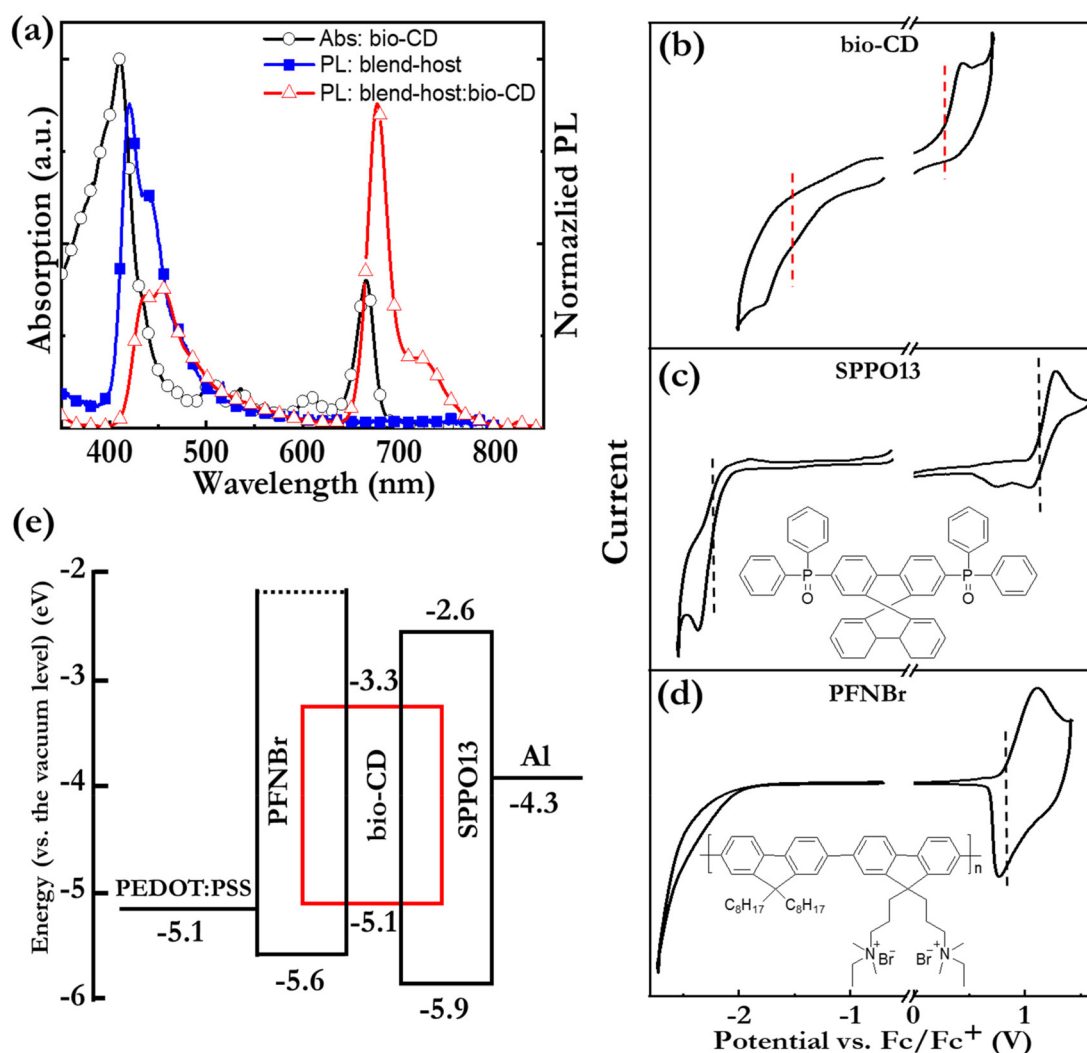 (a)
Abs: bio-CD
PL: blend-host
PL: blend-host:bio-CD
Absorption (a.u.)
Normazlied PL
400 500 600 700 800
Wavelength (nm)
(b)
bio-CD
(c)
SPPO13
P
O
P
O
(d)
PFNBr
n
C8H17 C8H17
N+ Br−
Br− N+
Current
-2 -1 0 1
Potential vs. Fc/Fc+ (V)
(e)
Energy (vs. the vacuum level) (eV)
-2
-3
-4
-5
-6
PEDOT:PSS
-5.1
PFNBr
-5.6
-3.3
bio-CD
-5.1
-2.6
SPPO13
-5.9
Al
-4.3